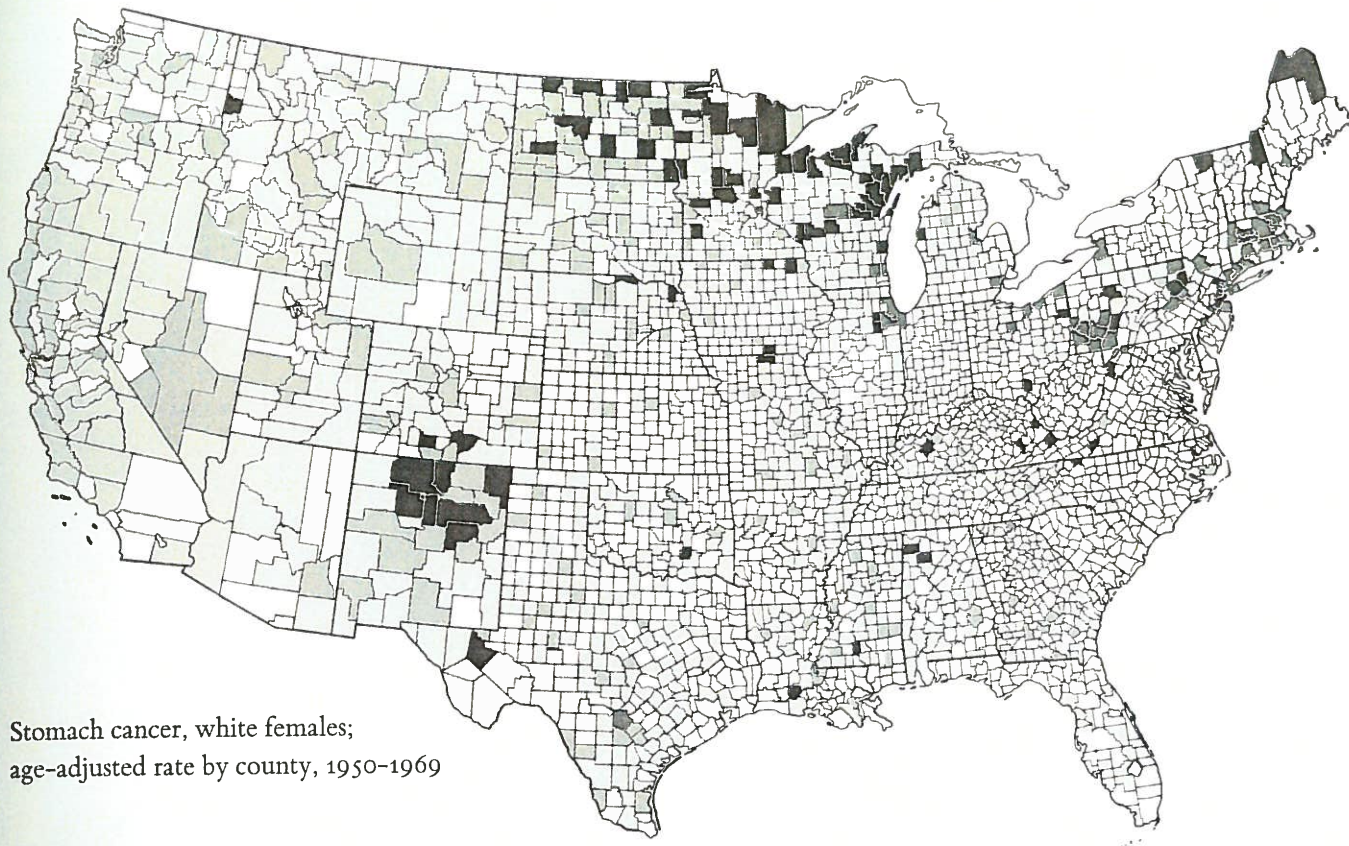 Stomach cancer, white females;
age-adjusted rate by county, 1950–1969